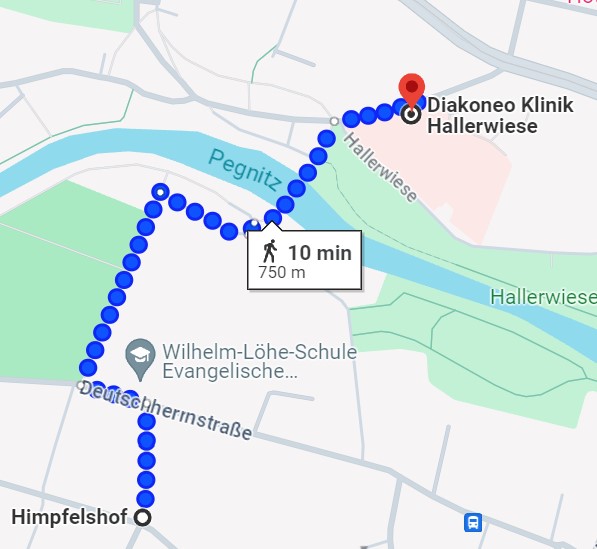 Diakoneo Klinik
Hallerwiese
Hallerwiese
Pegnitz
10 min
750 m
Hallerwiese
Wilhelm-Löhe-Schule
Evangelische...
Deutschherrnstraße
Himpfelshof